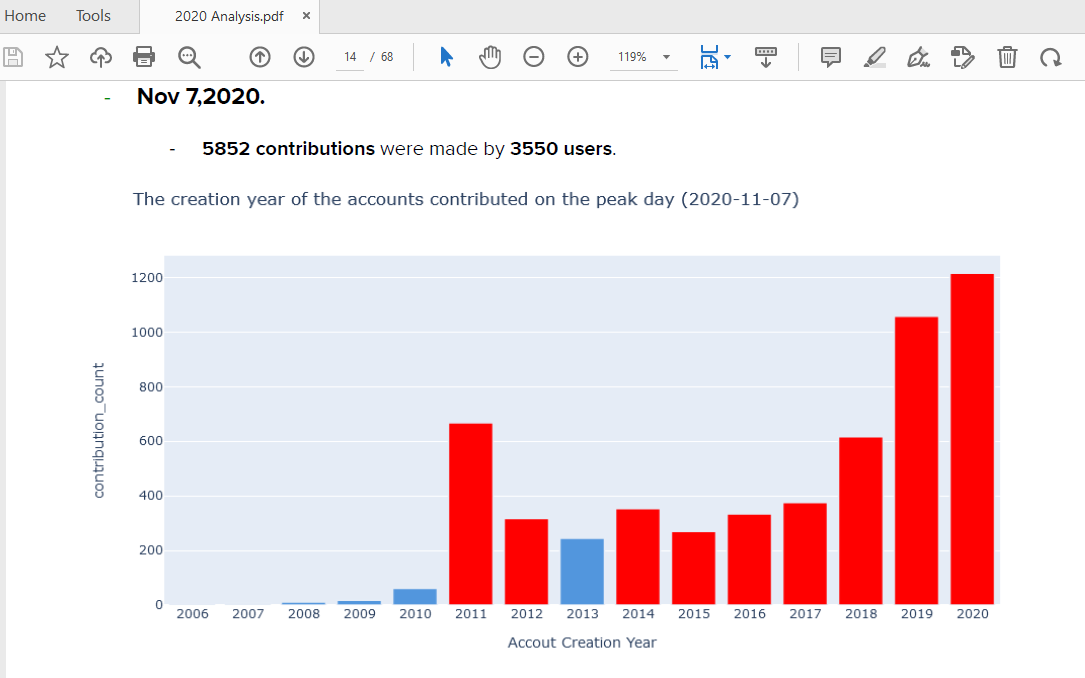 Home Tools 2020 Analysis.pdf ×
14 / 68 119%
- Nov 7,2020.
- 5852 contributions were made by 3550 users.
The creation year of the accounts contributed on the peak day (2020-11-07)
1200
1000
800
600
400
200
0
contribution_count
2006 2007 2008 2009 2010 2011 2012 2013 2014 2015 2016 2017 2018 2019 2020
Accout Creation Year